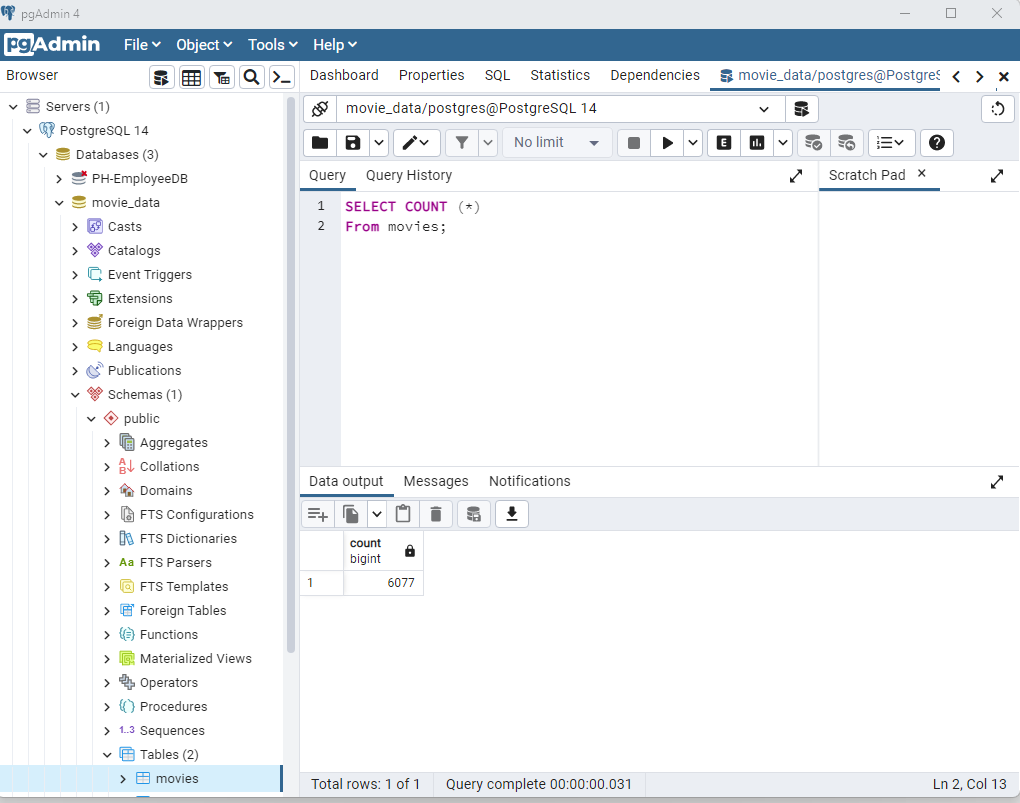 pgAdmin 4
pgAdmin File Object Tools Help
Browser
Dashboard Properties SQL Statistics Dependencies movie_data/postgres@PostgreS
Servers (1)
PostgreSQL 14
Databases (3)
PH-EmployeeDB
movie_data
Casts
Catalogs
Event Triggers
Extensions
Foreign Data Wrappers
Languages
Publications
Schemas (1)
public
Aggregates
Collations
Domains
FTS Configurations
FTS Dictionaries
Aa FTS Parsers
FTS Templates
Foreign Tables
Functions
Materialized Views
Operators
Procedures
1..3 Sequences
Tables (2)
movies
movie_data/postgres@PostgreSQL 14
No limit
E
Query Query History
Scratch Pad
1 SELECT COUNT (*)
2 From movies;
Data output Messages Notifications
count
bigint
1 6077
Total rows: 1 of 1 Query complete 00:00:00.031 Ln 2, Col 13